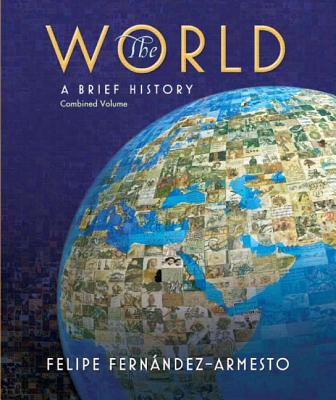 The
WORLD
A BRIEF HISTORY
Combined Volume
FELIPE FERNÁNDEZ-ARMESTO